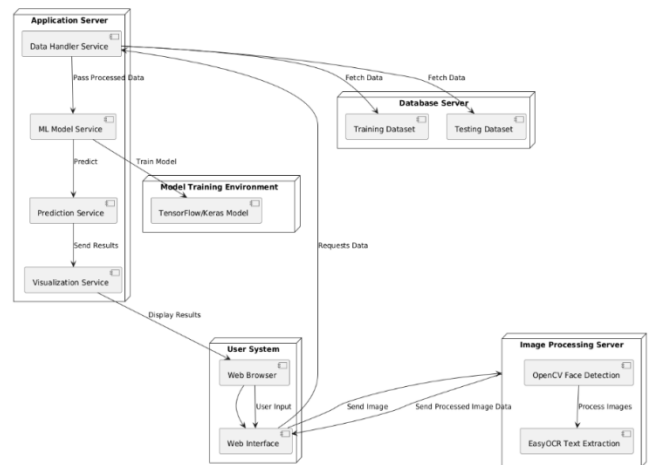 Application Server
Data Handler Service
Pass Processed Data
Fetch Data
Fetch Data
Database Server
Training Dataset
Testing Dataset
ML Model Service
Predict
Train Model
Model Training Environment
TensorFlow/Keras Model
Prediction Service
Send Results
Requests Data
Visualization Service
Display Results
User System
Web Browser
User Input
Web Interface
Send Image
Send Processed Image Data
Image Processing Server
OpenCV Face Detection
Process Images
EasyOCR Text Extraction